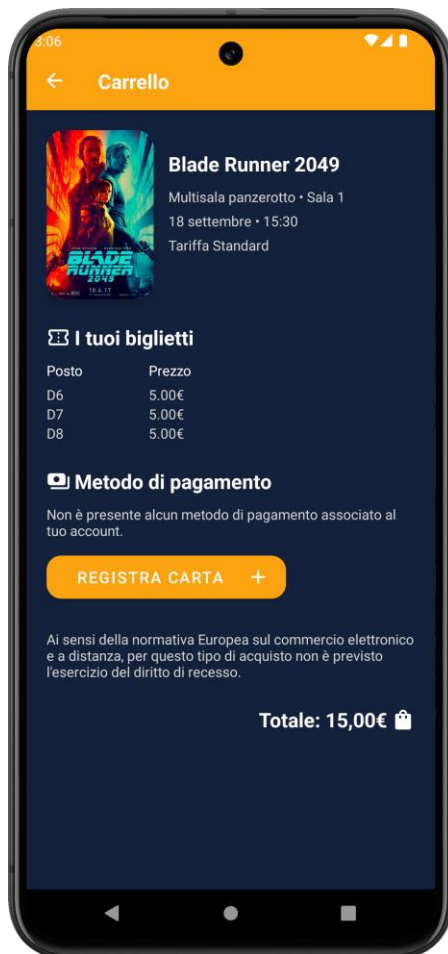 3:06
Carrello
Blade Runner 2049
Multisala panzerotto • Sala 1
18 settembre • 15:30
Tariffa Standard
BLADE
RUNNER
2049
10.6.17
I tuoi biglietti
Posto Prezzo
D6 5.00€
D7 5.00€
D8 5.00€
Metodo di pagamento
Non è presente alcun metodo di pagamento associato al
tuo account.
REGISTRA CARTA +
Ai sensi della normativa Europea sul commercio elettronico
e a distanza, per questo tipo di acquisto non è previsto
l'esercizio del diritto di recesso.
Totale: 15,00€